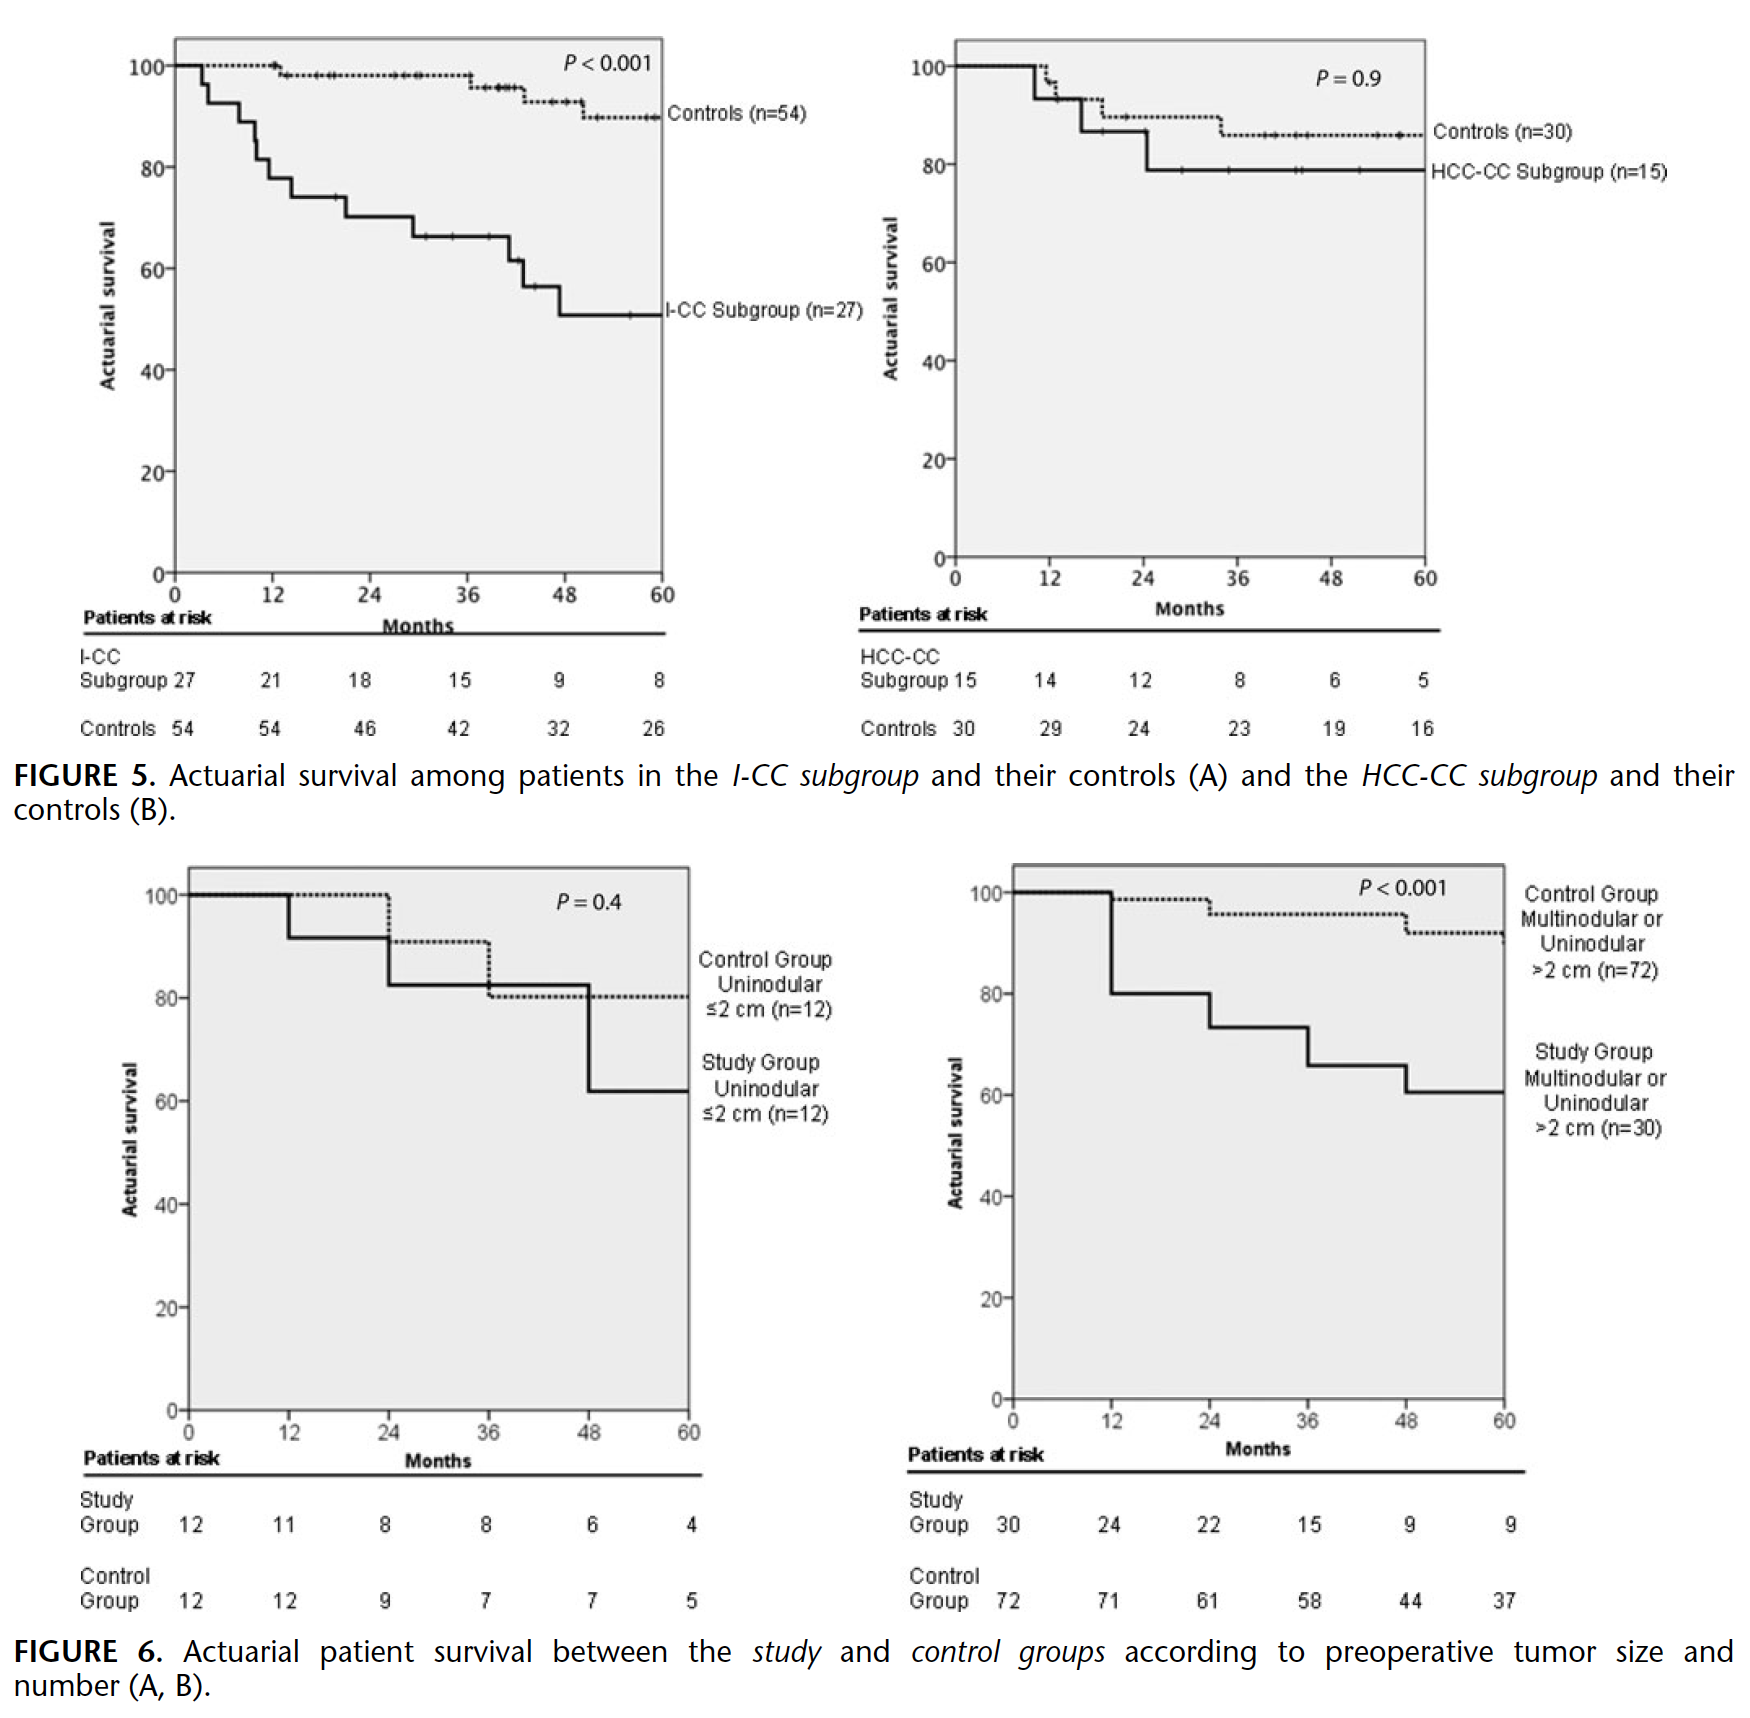 P < 0.001
100
80
60
40
20
0
Actuarial survival
Controls (n=54)
I-CC Subgroup (n=27)
0 12 24 36 48 60
Months
Patients at risk
I-CC
Subgroup 27 21 18 15 9 8
Controls 54 54 46 42 32 26
P = 0.9
100
80
60
40
20
0
Actuarial survival
Controls (n=30)
HCC-CC Subgroup (n=15)
0 12 24 36 48 60
Months
Patients at risk
HCC-CC
Subgroup 15 14 12 8 6 5
Controls 30 29 24 23 19 16
FIGURE 5. Actuarial survival among patients in the I-CC subgroup and their controls (A) and the HCC-CC subgroup and their
controls (B).
P = 0.4
100
80
60
40
20
0
Actuarial survival
Control Group
Uninodular
≤2 cm (n=12)
Study Group
Uninodular
≤2 cm (n=12)
0 12 24 36 48 60
Months
Patients at risk
Study
Group 12 11 8 8 6 4
Control
Group 12 12 9 7 7 5
P < 0.001
100
80
60
40
20
0
Actuarial survival
Control Group
Multinodular or
Uninodular
>2 cm (n=72)
Study Group
Multinodular or
Uninodular
>2 cm (n=30)
0 12 24 36 48 60
Months
Patients at risk
Study
Group 30 24 22 15 9 9
Control
Group 72 71 61 58 44 37
FIGURE 6. Actuarial patient survival between the study and control groups according to preoperative tumor size and
number (A, B).